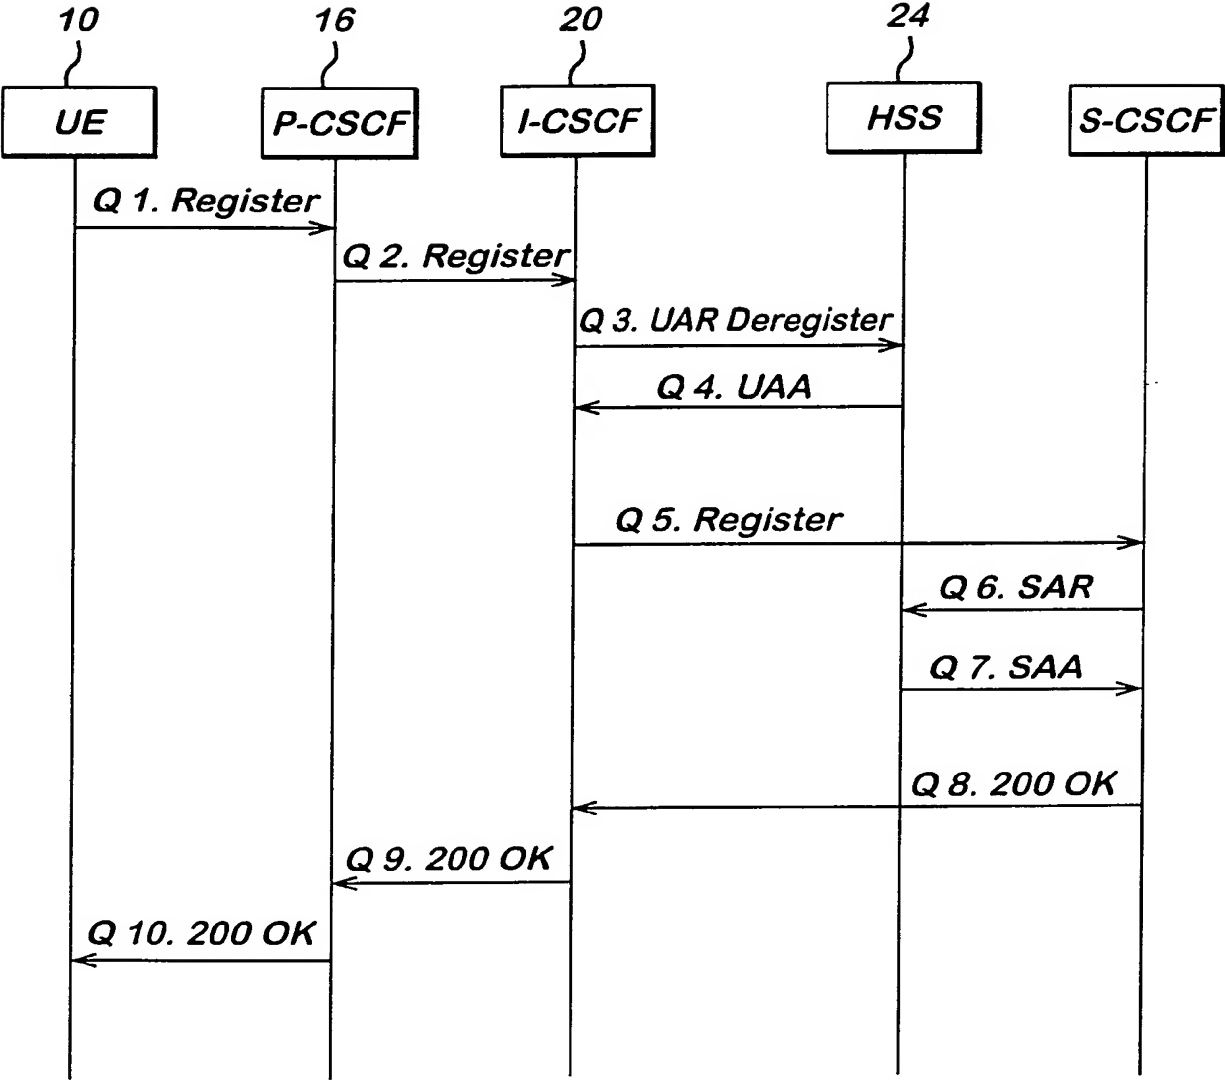 10 16 20 24
UE P-CSCF I-CSCF HSS S-CSCF
Q 1. Register
Q 2. Register
Q 3. UAR Deregister
Q 4. UAA
Q 5. Register
Q 6. SAR
Q 7. SAA
Q 8. 200 OK
Q 9. 200 OK
Q 10. 200 OK